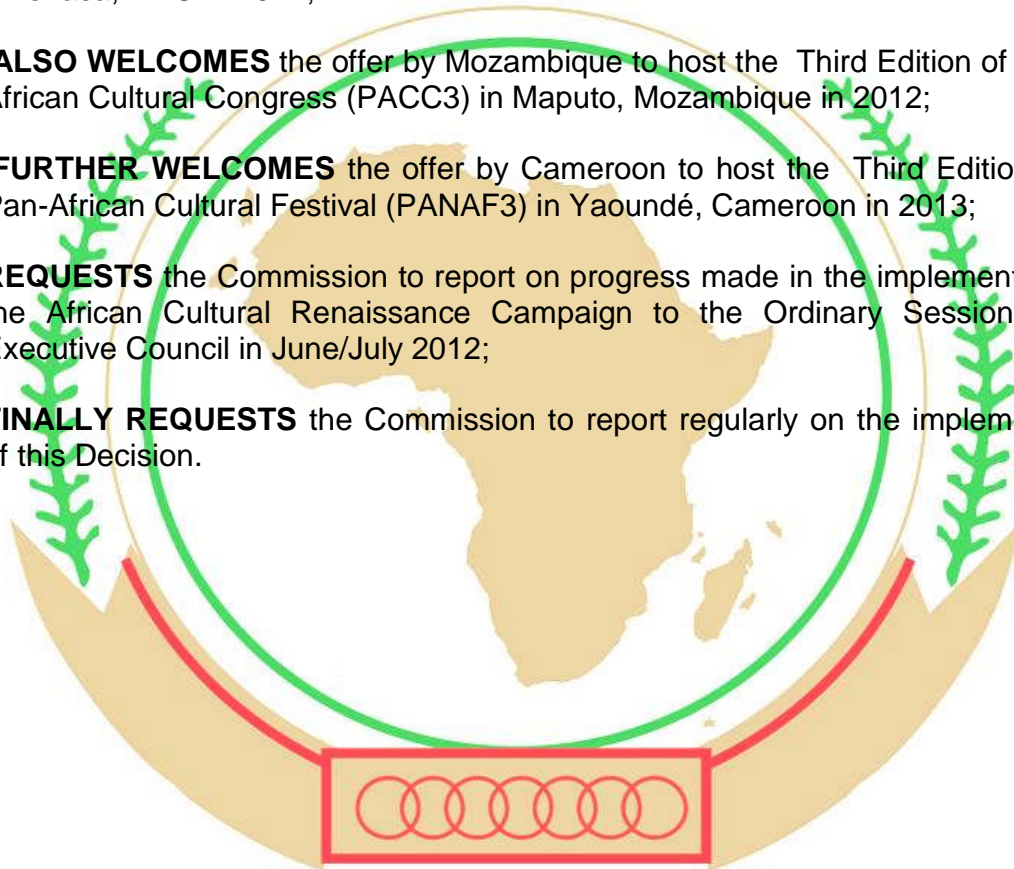 ALSO WELCOMES the offer by Mozambique to host the Third Edition of
African Cultural Congress (PACC3) in Maputo, Mozambique in 2012;
FURTHER WELCOMES the offer by Cameroon to host the Third Edition
Pan-African Cultural Festival (PANAF3) in Yaoundé, Cameroon in 2013;
REQUESTS the Commission to report on progress made in the implement
the African Cultural Renaissance Campaign to the Ordinary Session
Executive Council in June/July 2012;
FINALLY REQUESTS the Commission to report regularly on the implem
of this Decision.